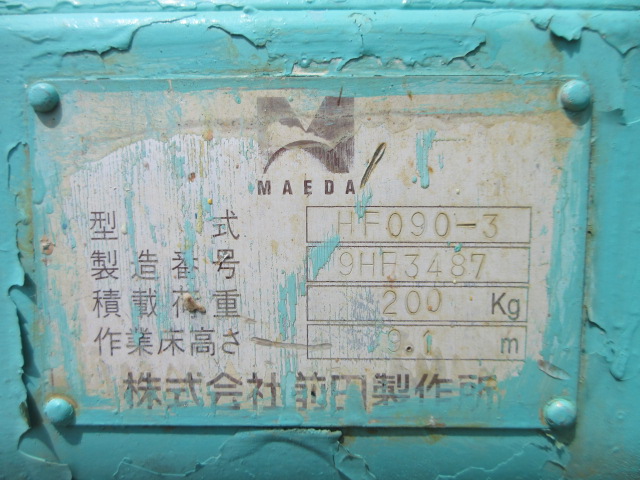 MAEDA
型式 HF090-3
製造番号 9HF3487
積載荷重 200 Kg
作業床高さ 9.1 m
株式会社 前田製作所